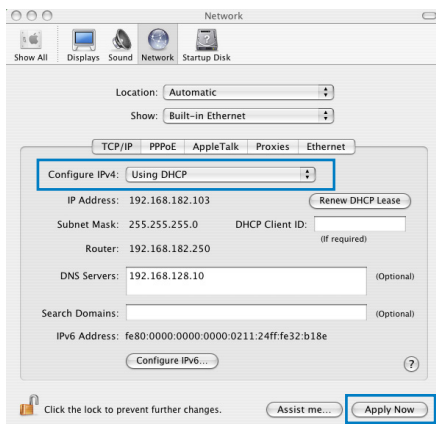 Network
Show All Displays Sound Network Startup Disk
Location: Automatic
Show: Built-in Ethernet
TCP/IP PPPoE AppleTalk Proxies Ethernet
Configure IPv4: Using DHCP
IP Address: 192.168.182.103 Renew DHCP Lease
Subnet Mask: 255.255.255.0 DHCP Client ID:
(If required)
Router: 192.168.182.250
DNS Servers: 192.168.128.10 (Optional)
Search Domains: (Optional)
IPv6 Address: fe80:0000:0000:0000:0211:24ff:fe32:b18e
Configure IPv6... ?
Click the lock to prevent further changes. Assist me... Apply Now